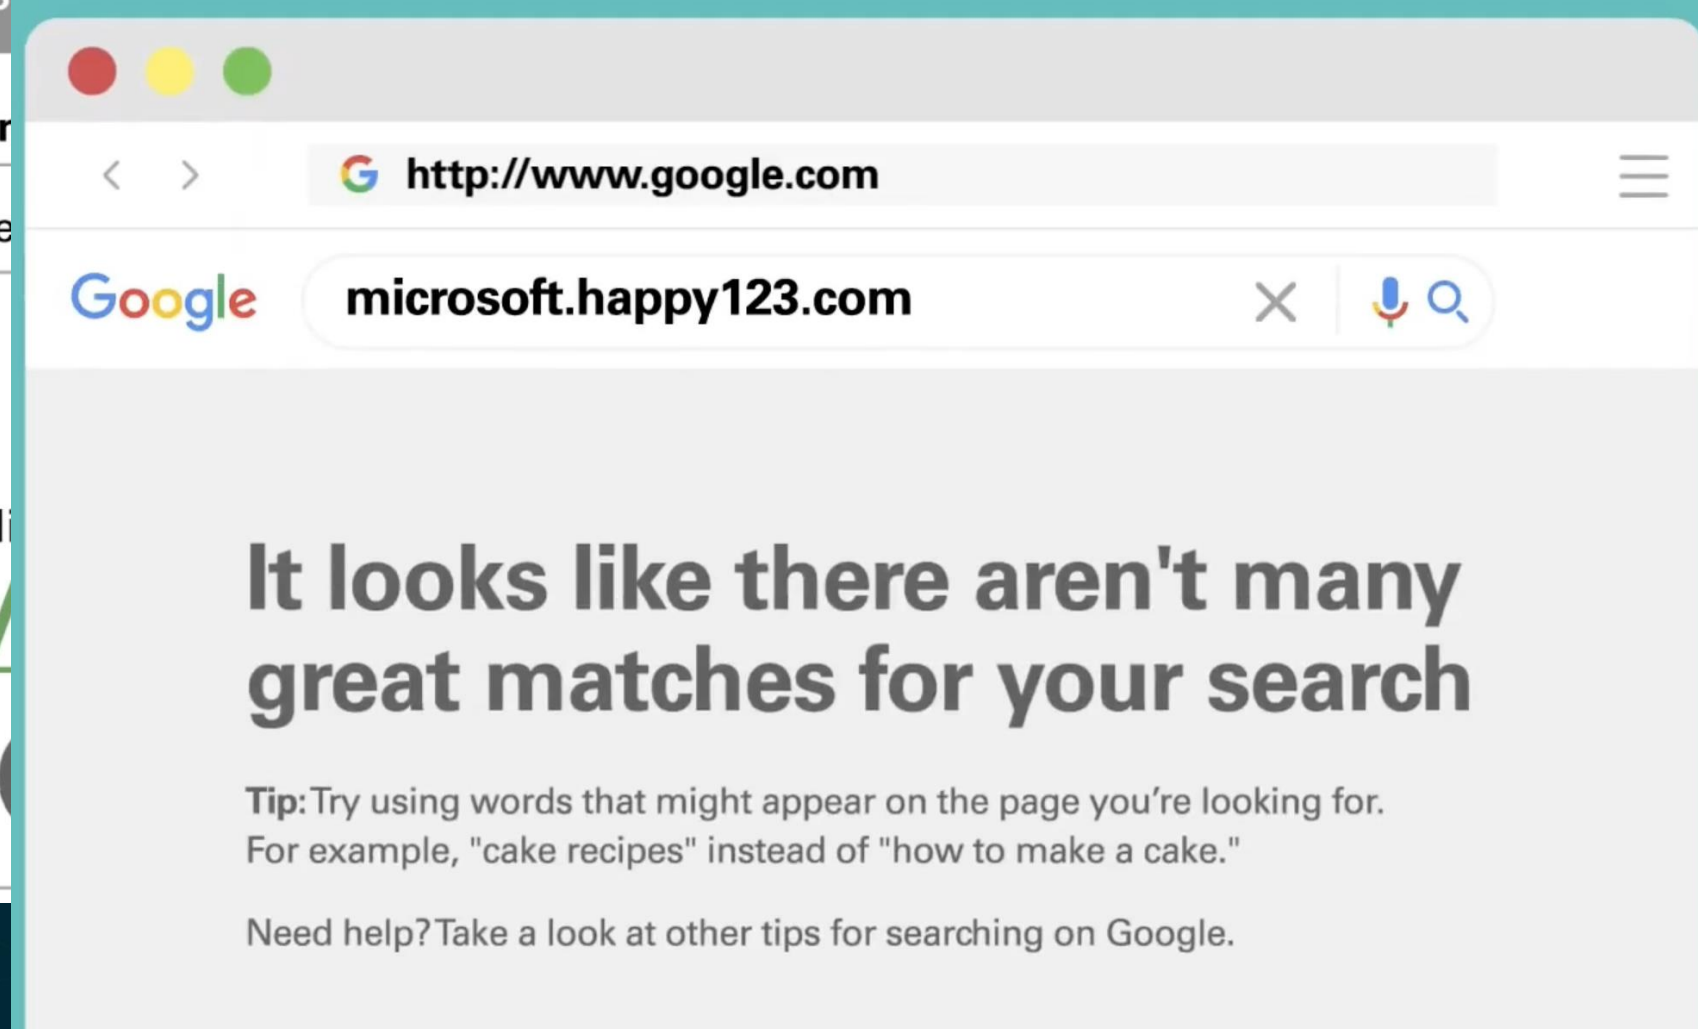 http://www.google.com
Google
microsoft.happy123.com
It looks like there aren't many
great matches for your search
Tip: Try using words that might appear on the page you’re looking for.
For example, "cake recipes" instead of "how to make a cake."
Need help? Take a look at other tips for searching on Google.